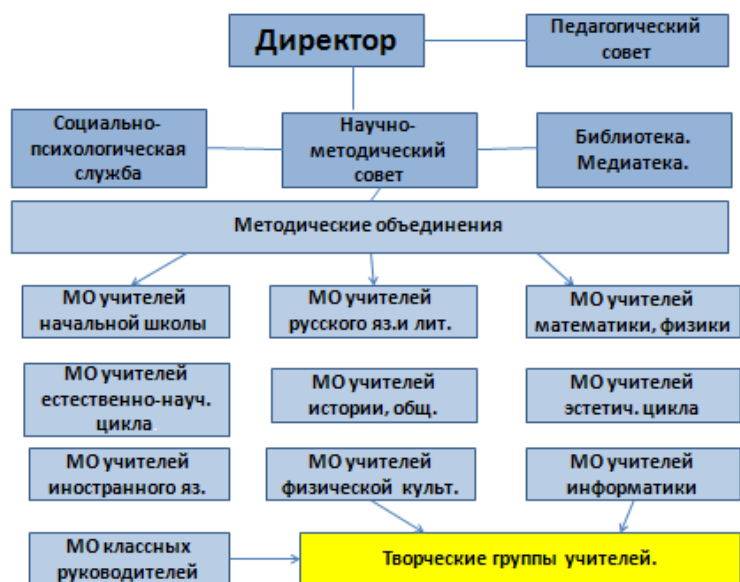 Директор
Педагогический
совет
Социально-
психологическая
служба
Научно-
методический
совет
Библиотека.
Медиатека.
Методические объединения
МО учителей
начальной школы
МО учителей
русского яз.и лит.
МО учителей
математики, физики
МО учителей
естественно-науч.
цикла
МО учителей
истории, общ.
МО учителей
эстетич. цикла
МО учителей
иностранного яз.
МО учителей
физической культ.
МО учителей
информатики
МО классных
руководителей
Творческие группы учителей.